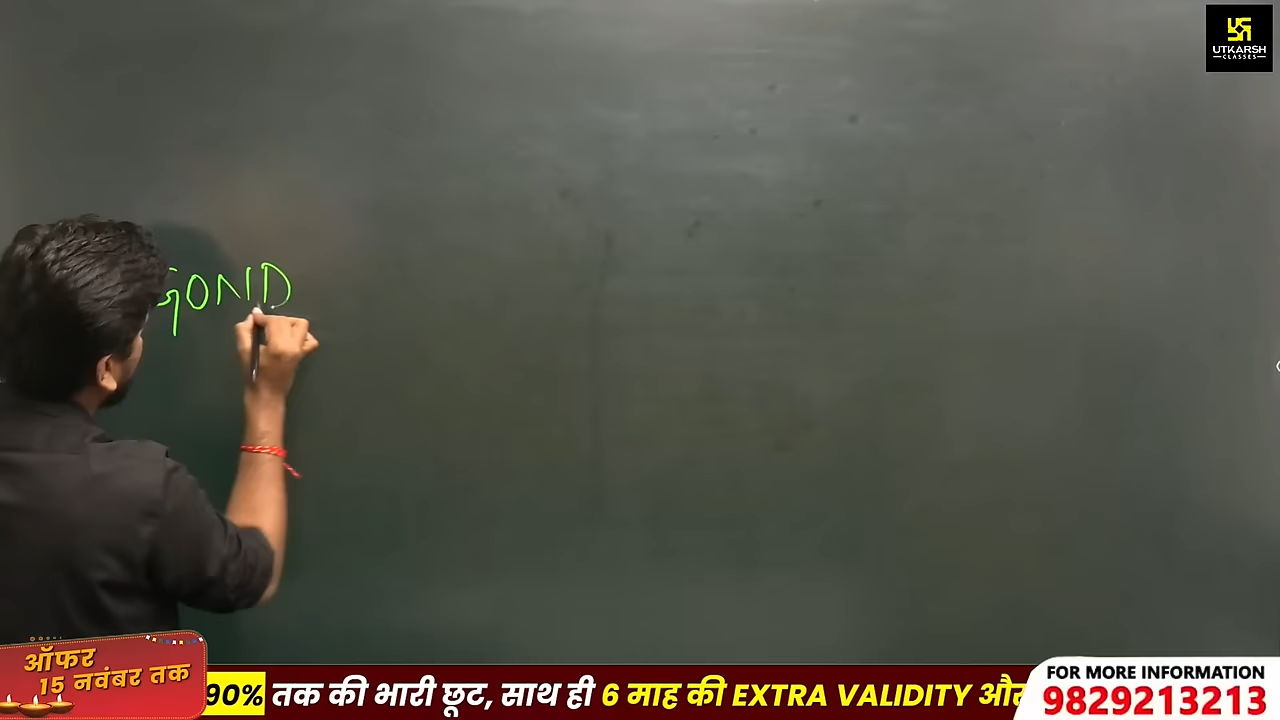 UTKARSH
CLASSES
GOND
ऑफर
15 नवंबर तक
90% तक की भारी छूट, साथ ही 6 माह की EXTRA VALIDITY और
FOR MORE INFORMATION
9829213213